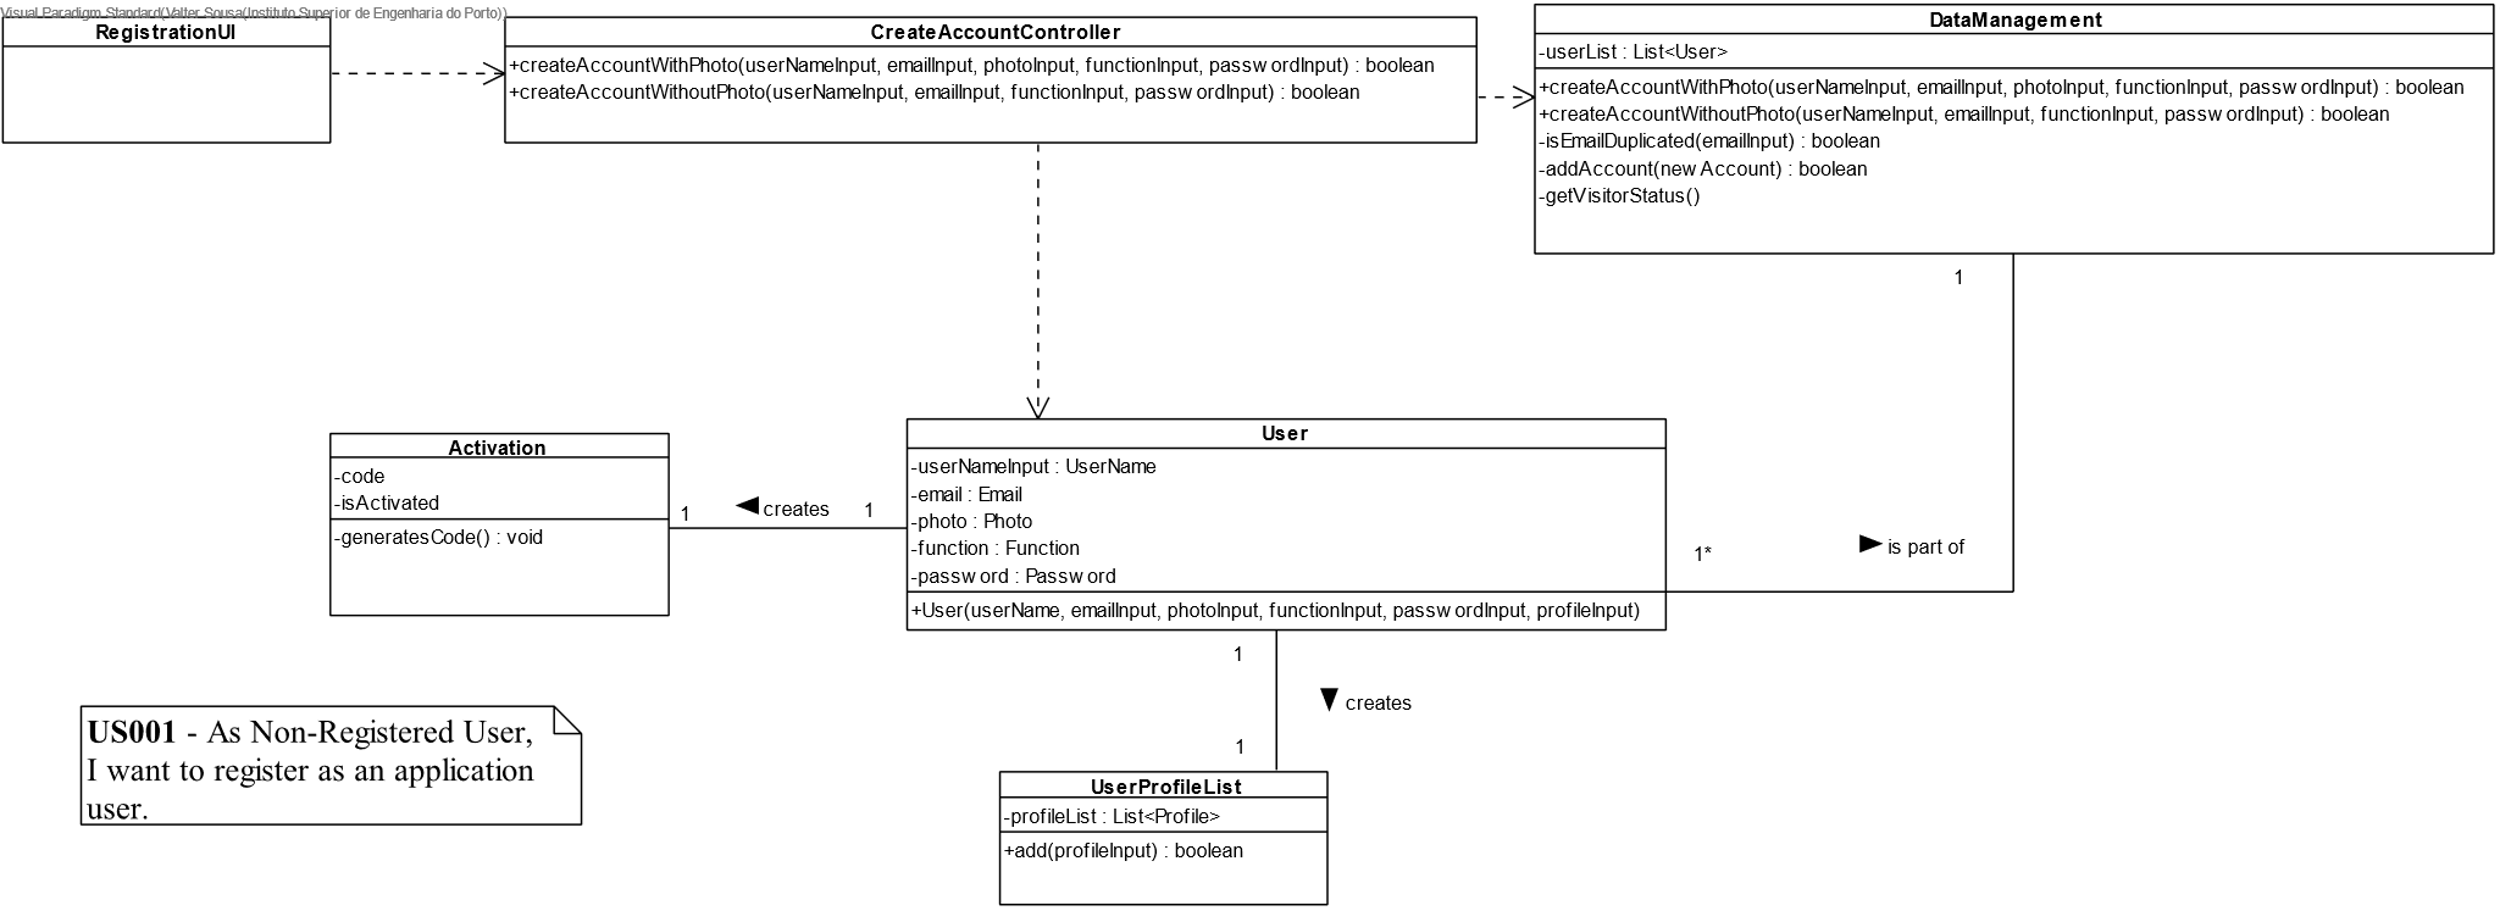 Visual Paradigm Standard(Valter Sousa(Instituto Superior de Engenharia do Porto))
RegistrationUI
CreateAccountController
+createAccountWithPhoto(userNameInput, emailInput, photoInput, functionInput, passwordInput) : boolean
+createAccountWithoutPhoto(userNameInput, emailInput, functionInput, passwordInput) : boolean
DataManagement
-userList : List<User>
+createAccountWithPhoto(userNameInput, emailInput, photoInput, functionInput, passwordInput) : boolean
+createAccountWithoutPhoto(userNameInput, emailInput, functionInput, passwordInput) : boolean
-isEmailDuplicated(emailInput) : boolean
-addAccount(newAccount) : boolean
-getVisitorStatus()
1
Activation
-code
-isActivated
-generatesCode() : void
1
creates
1
User
-userNameInput : UserName
-email : Email
-photo : Photo
-function : Function
-password : Password
+User(userName, emailInput, photoInput, functionInput, passwordInput, profileInput)
1*
is part of
1
creates
1
UserProfileList
-profileList : List<Profile>
+add(profileInput) : boolean
US001 - As Non-Registered User,
I want to register as an application
user.